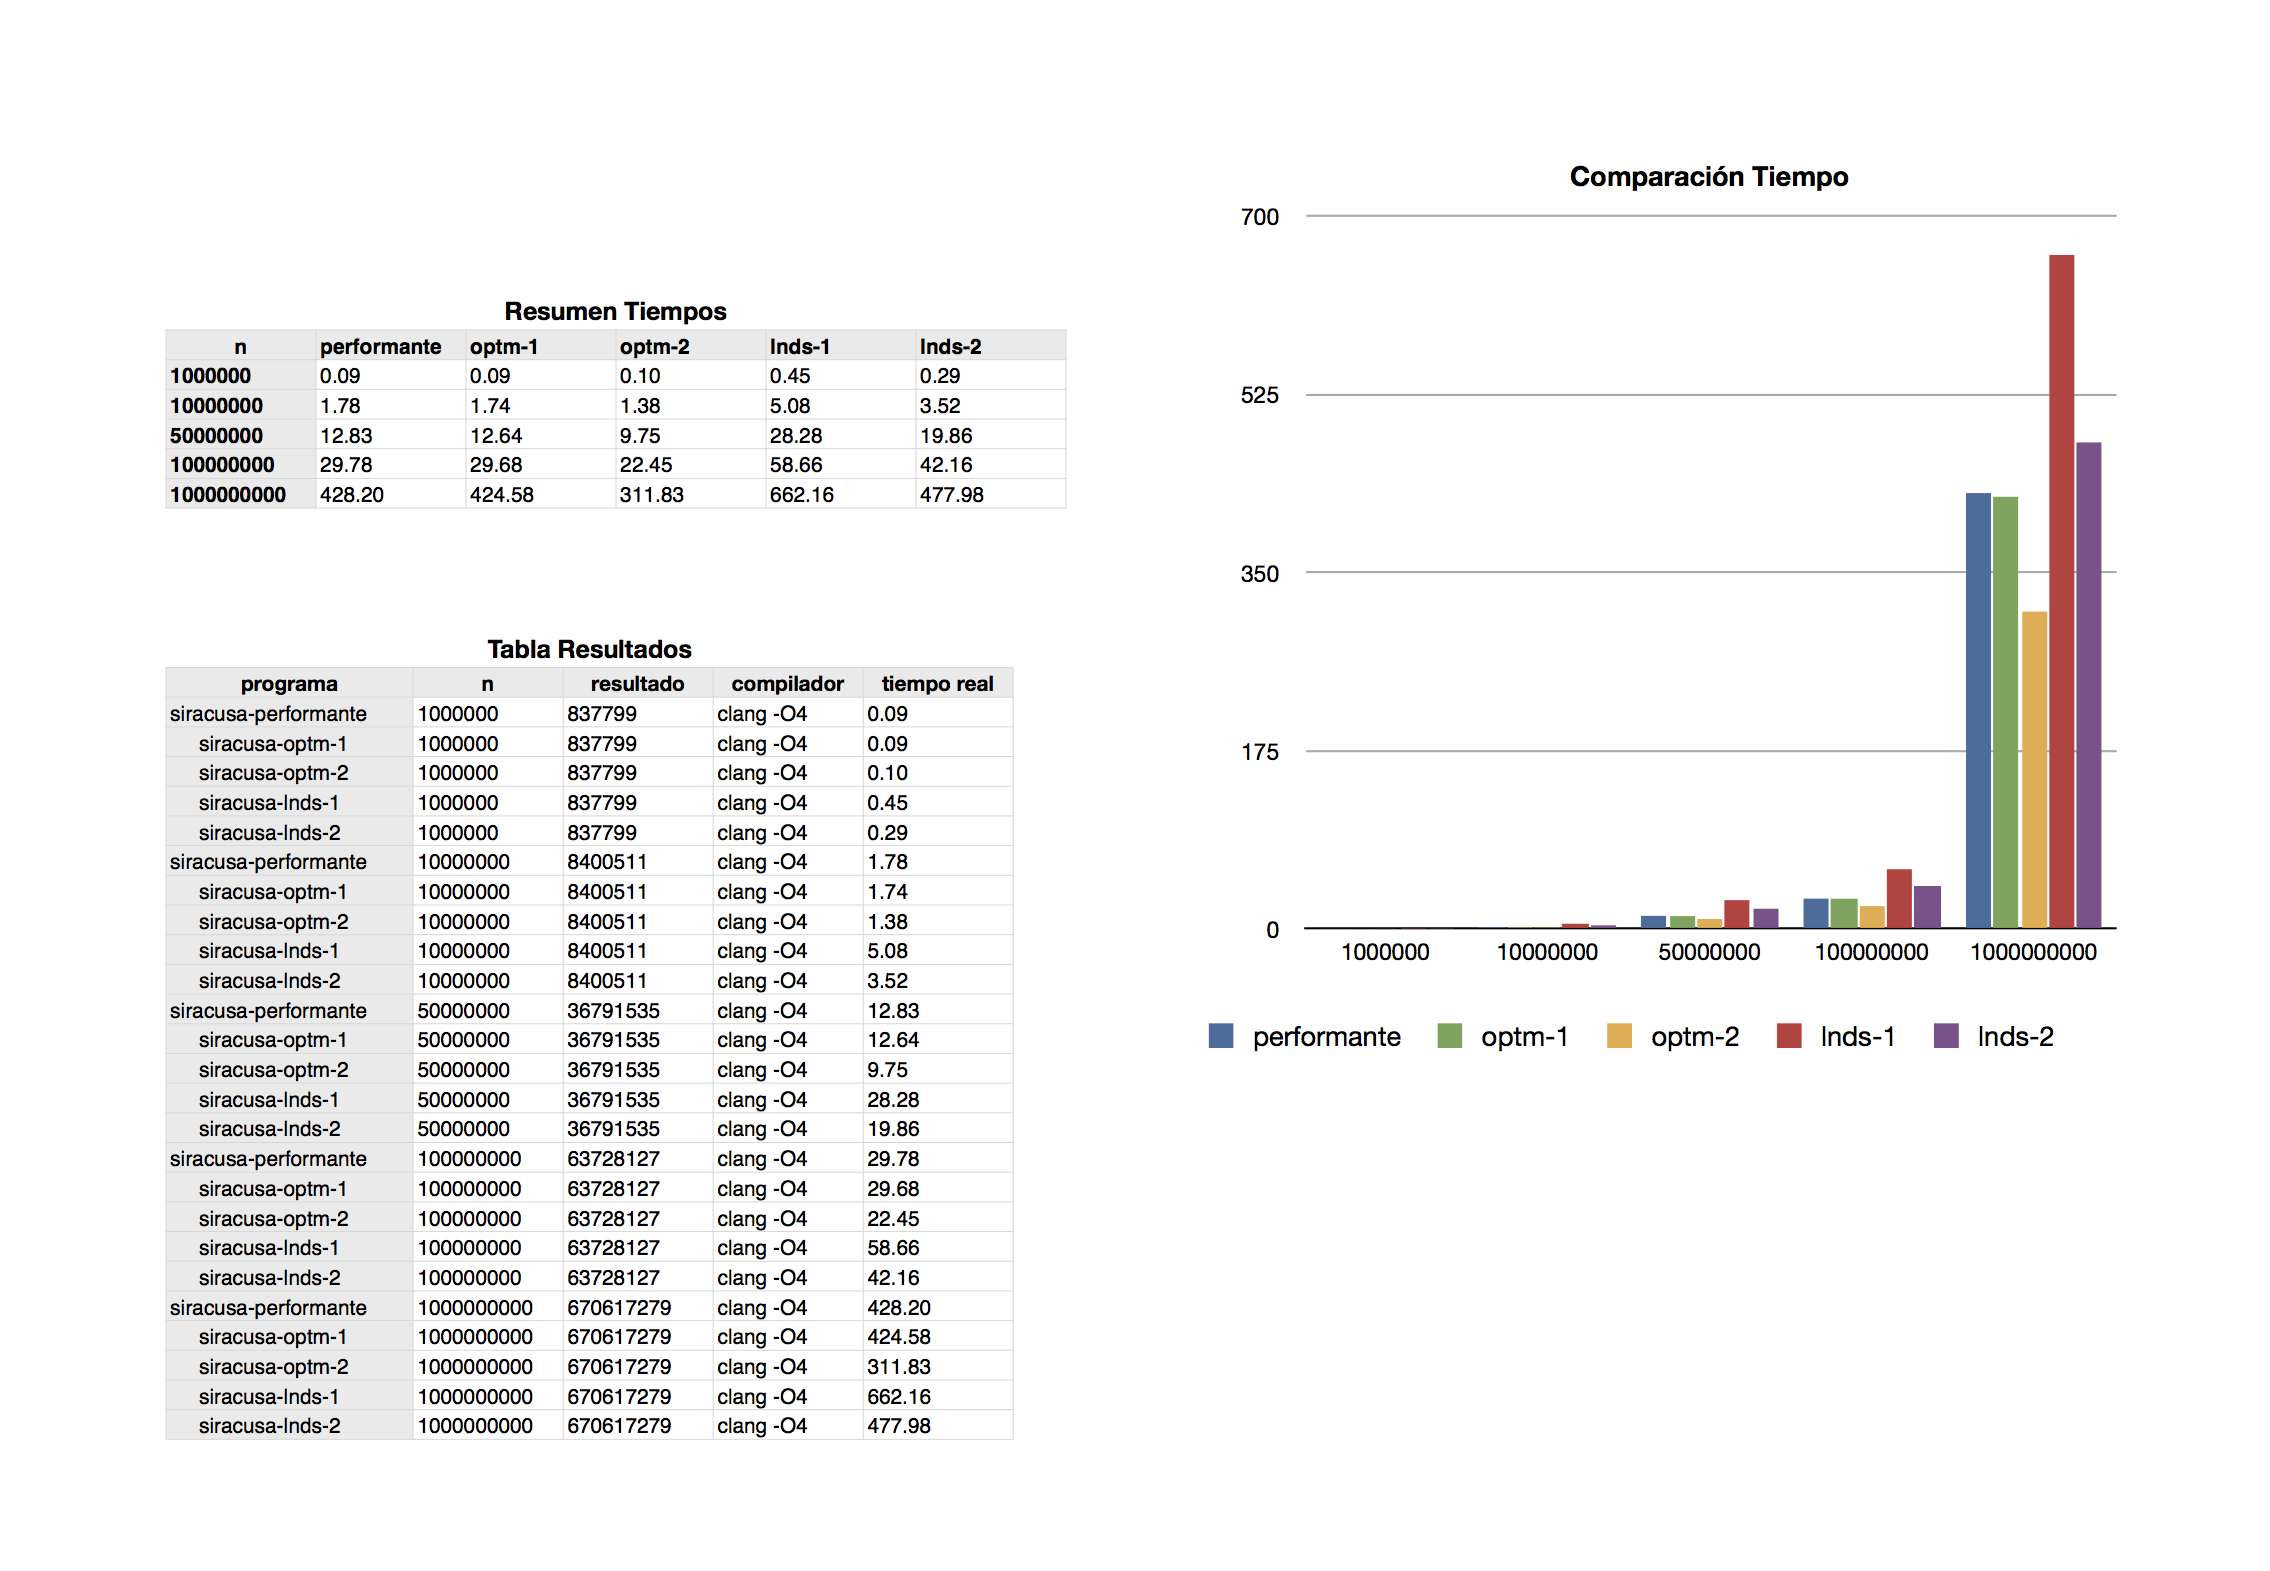 Resumen Tiempos
n performante optm-1 optm-2 lnds-1 lnds-2
1000000 0.09 0.09 0.10 0.45 0.29
10000000 1.78 1.74 1.38 5.08 3.52
50000000 12.83 12.64 9.75 28.28 19.86
100000000 29.78 29.68 22.45 58.66 42.16
1000000000 428.20 424.58 311.83 662.16 477.98
Tabla Resultados
programa n resultado compilador tiempo real
siracusa-performante 1000000 837799 clang -O4 0.09
siracusa-optm-1 1000000 837799 clang -O4 0.09
siracusa-optm-2 1000000 837799 clang -O4 0.10
siracusa-lnds-1 1000000 837799 clang -O4 0.45
siracusa-lnds-2 1000000 837799 clang -O4 0.29
siracusa-performante 10000000 8400511 clang -O4 1.78
siracusa-optm-1 10000000 8400511 clang -O4 1.74
siracusa-optm-2 10000000 8400511 clang -O4 1.38
siracusa-lnds-1 10000000 8400511 clang -O4 5.08
siracusa-lnds-2 10000000 8400511 clang -O4 3.52
siracusa-performante 50000000 36791535 clang -O4 12.83
siracusa-optm-1 50000000 36791535 clang -O4 12.64
siracusa-optm-2 50000000 36791535 clang -O4 9.75
siracusa-lnds-1 50000000 36791535 clang -O4 28.28
siracusa-lnds-2 50000000 36791535 clang -O4 19.86
siracusa-performante 100000000 63728127 clang -O4 29.78
siracusa-optm-1 100000000 63728127 clang -O4 29.68
siracusa-optm-2 100000000 63728127 clang -O4 22.45
siracusa-lnds-1 100000000 63728127 clang -O4 58.66
siracusa-lnds-2 100000000 63728127 clang -O4 42.16
siracusa-performante 1000000000 670617279 clang -O4 428.20
siracusa-optm-1 1000000000 670617279 clang -O4 424.58
siracusa-optm-2 1000000000 670617279 clang -O4 311.83
siracusa-lnds-1 1000000000 670617279 clang -O4 662.16
siracusa-lnds-2 1000000000 670617279 clang -O4 477.98
Comparación Tiempo
700
525
350
175
0
1000000 10000000 50000000 100000000 1000000000
performante optm-1 optm-2 lnds-1 lnds-2